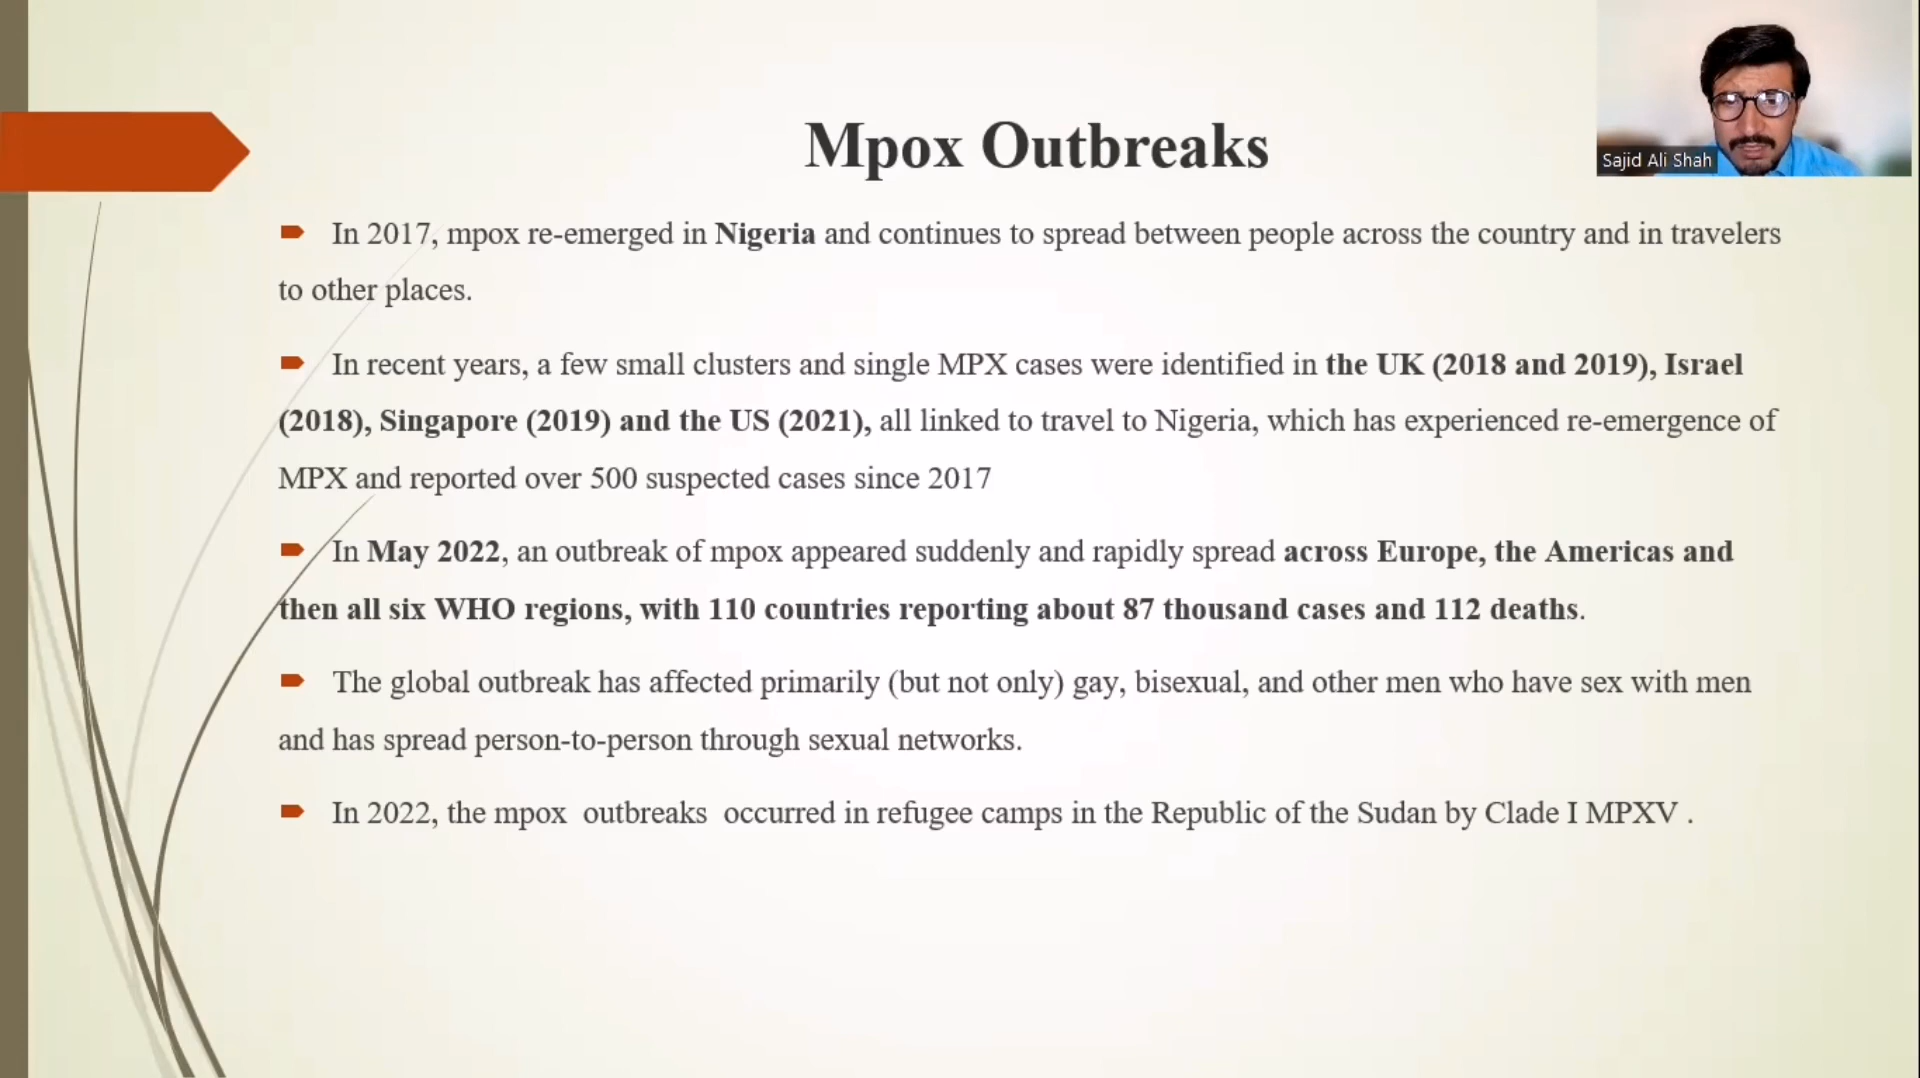 Mpox Outbreaks
Sajid Ali Shah
In 2017, mpox re-emerged in Nigeria and continues to spread between people across the country and in travelers
to other places.
In recent years, a few small clusters and single MPX cases were identified in the UK (2018 and 2019), Israel
(2018), Singapore (2019) and the US (2021), all linked to travel to Nigeria, which has experienced re-emergence of
MPX and reported over 500 suspected cases since 2017
In May 2022, an outbreak of mpox appeared suddenly and rapidly spread across Europe, the Americas and
then all six WHO regions, with 110 countries reporting about 87 thousand cases and 112 deaths.
The global outbreak has affected primarily (but not only) gay, bisexual, and other men who have sex with men
and has spread person-to-person through sexual networks.
In 2022, the mpox outbreaks occurred in refugee camps in the Republic of the Sudan by Clade I MPXV .